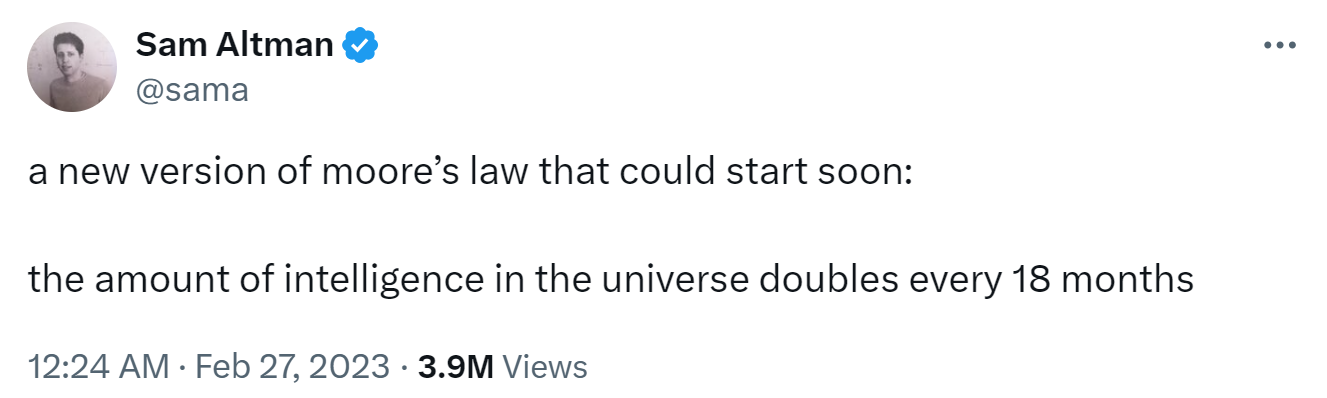 Sam Altman
@sama
a new version of moore’s law that could start soon:
the amount of intelligence in the universe doubles every 18 months
12:24 AM · Feb 27, 2023 · 3.9M Views